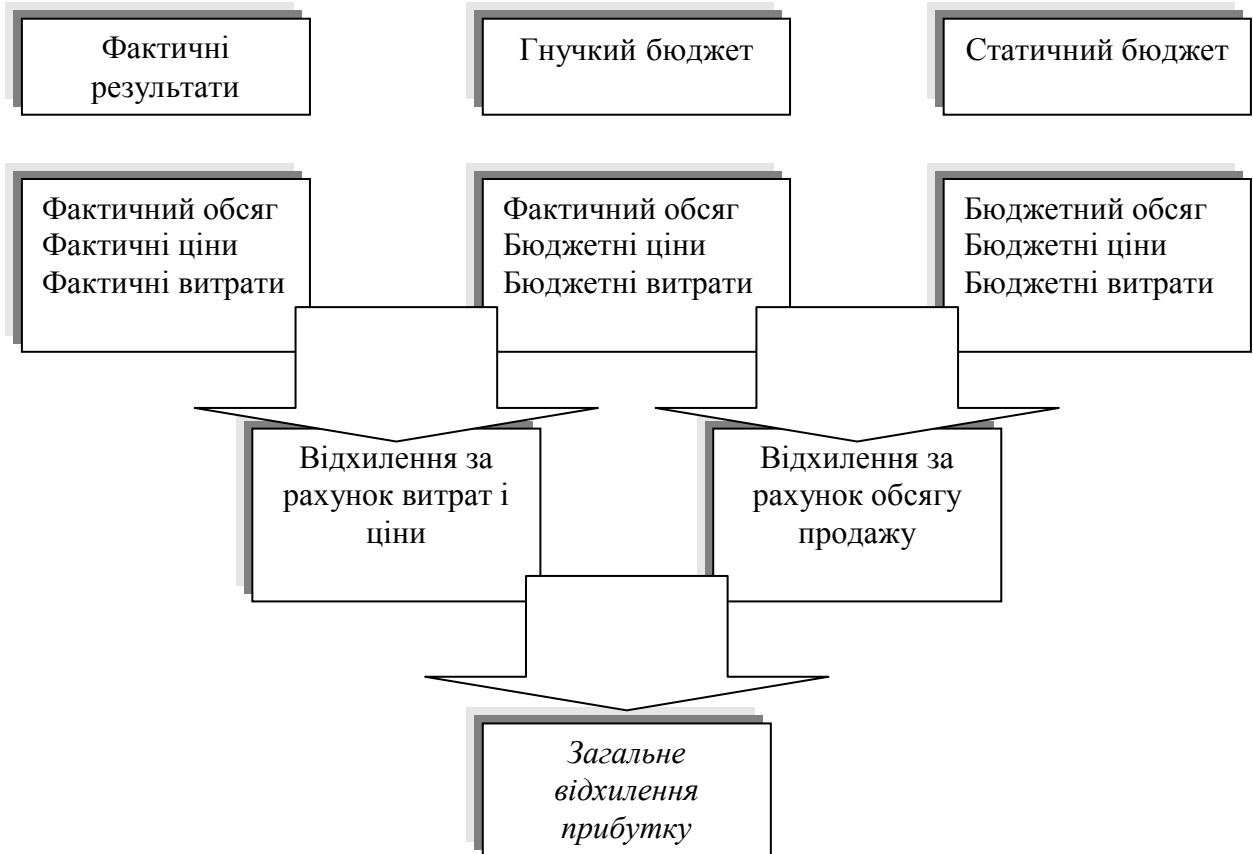 Фактичні
результати
Гнучкий бюджет
Статичний бюджет
Фактичний обсяг
Фактичні ціни
Фактичні витрати
Фактичний обсяг
Бюджетні ціни
Бюджетні витрати
Бюджетний обсяг
Бюджетні ціни
Бюджетні витрати
Відхилення за
рахунок витрат і
ціни
Відхилення за
рахунок обсягу
продажу
Загальне
відхилення
прибутку